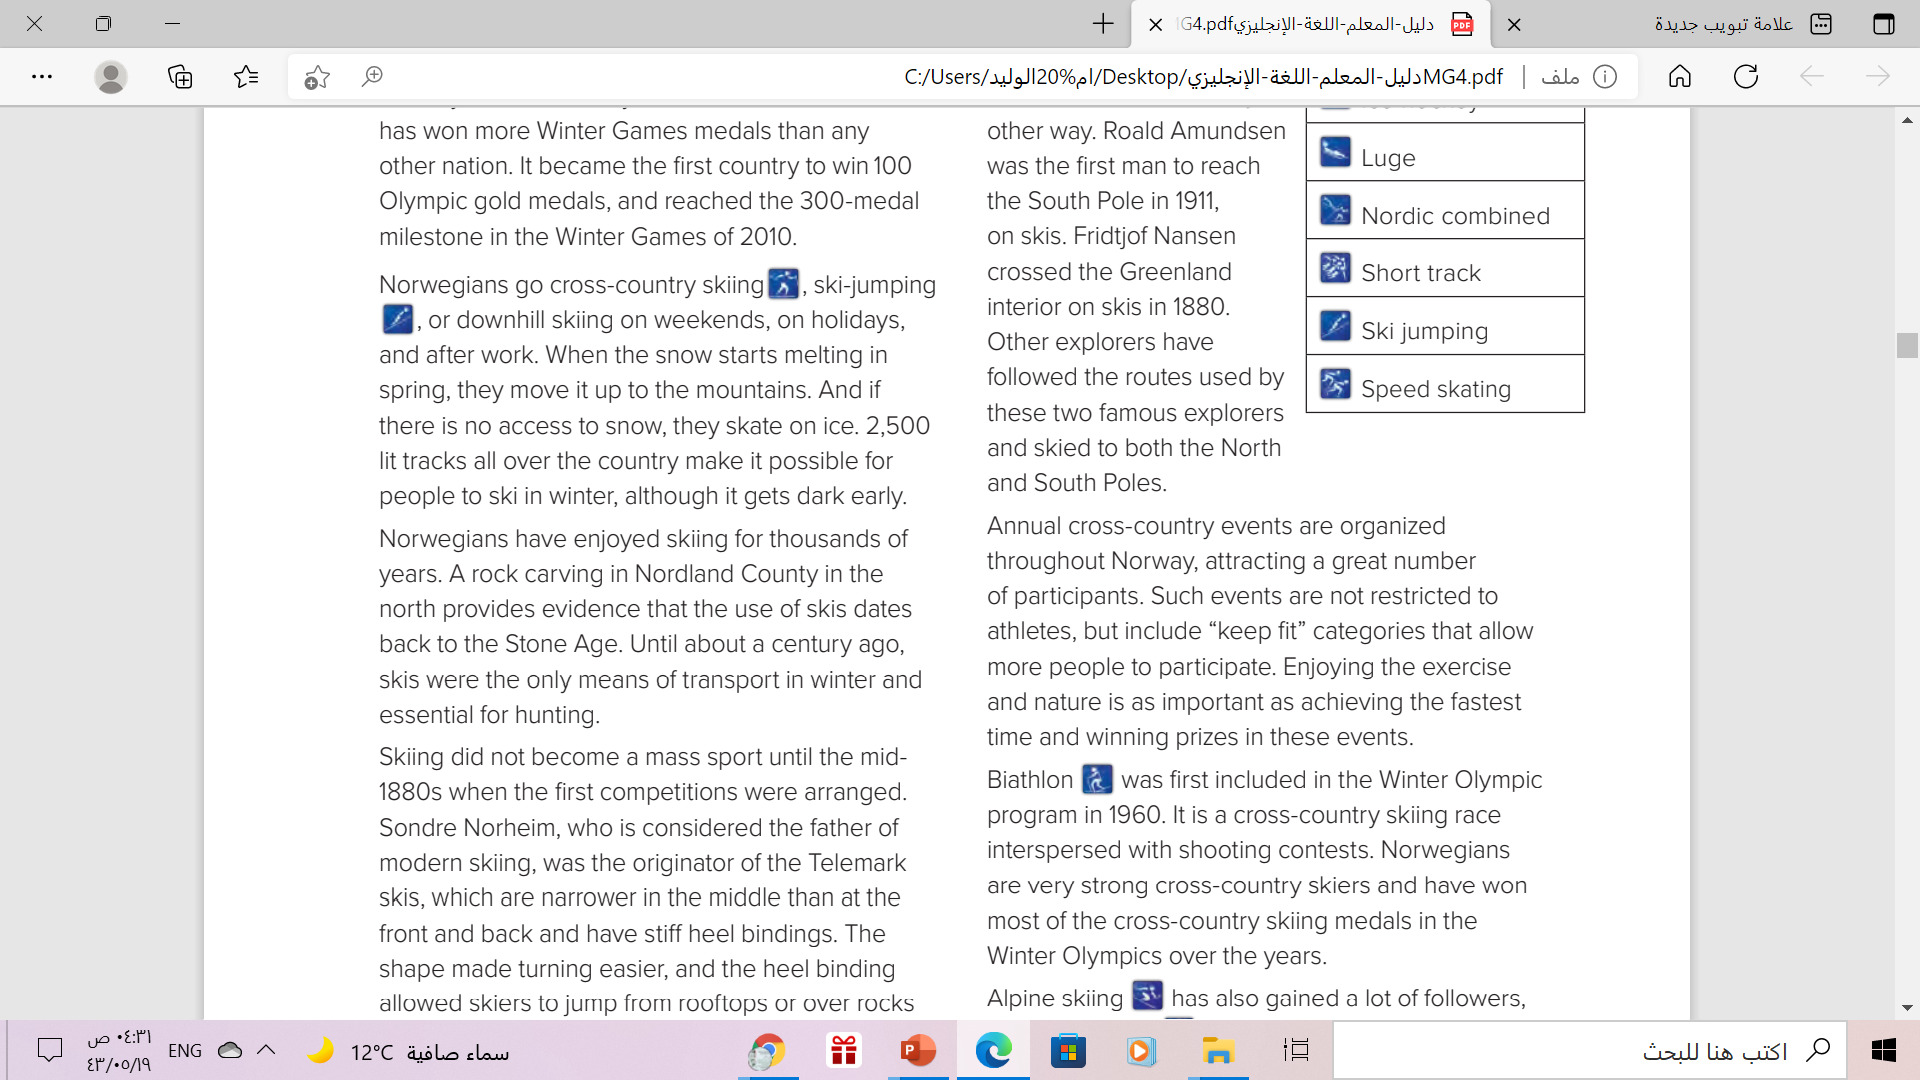 علامة تبويب جديدة
دليل-المعلم-اللغة-الإنجليزيMG4.pdf
ملف
C:/Users/ام%20الوليد/Desktop/دليل-المعلم-اللغة-الإنجليزيMG4.pdf
has won more Winter Games medals than any
other nation. It became the first country to win 100
Olympic gold medals, and reached the 300-medal
milestone in the Winter Games of 2010.
Norwegians go cross-country skiing , ski-jumping
, or downhill skiing on weekends, on holidays,
and after work. When the snow starts melting in
spring, they move it up to the mountains. And if
there is no access to snow, they skate on ice. 2,500
lit tracks all over the country make it possible for
people to ski in winter, although it gets dark early.
Norwegians have enjoyed skiing for thousands of
years. A rock carving in Nordland County in the
north provides evidence that the use of skis dates
back to the Stone Age. Until about a century ago,
skis were the only means of transport in winter and
essential for hunting.
Skiing did not become a mass sport until the mid-
1880s when the first competitions were arranged.
Sondre Norheim, who is considered the father of
modern skiing, was the originator of the Telemark
skis, which are narrower in the middle than at the
front and back and have stiff heel bindings. The
shape made turning easier, and the heel binding
allowed skiers to jump from rooftops or over rocks
other way. Roald Amundsen
was the first man to reach
the South Pole in 1911,
on skis. Fridtjof Nansen
crossed the Greenland
interior on skis in 1880.
Other explorers have
followed the routes used by
these two famous explorers
and skied to both the North
and South Poles.
Annual cross-country events are organized
throughout Norway, attracting a great number
of participants. Such events are not restricted to
athletes, but include “keep fit” categories that allow
more people to participate. Enjoying the exercise
and nature is as important as achieving the fastest
time and winning prizes in these events.
Biathlon was first included in the Winter Olympic
program in 1960. It is a cross-country skiing race
interspersed with shooting contests. Norwegians
are very strong cross-country skiers and have won
most of the cross-country skiing medals in the
Winter Olympics over the years.
Alpine skiing has also gained a lot of followers,
Luge
Nordic combined
Short track
Ski jumping
Speed skating
اكتب هنا للبحث
سماء صافية 12°C
ENG
٠٤:٣١ ص
٤٣/٠٥/١٩